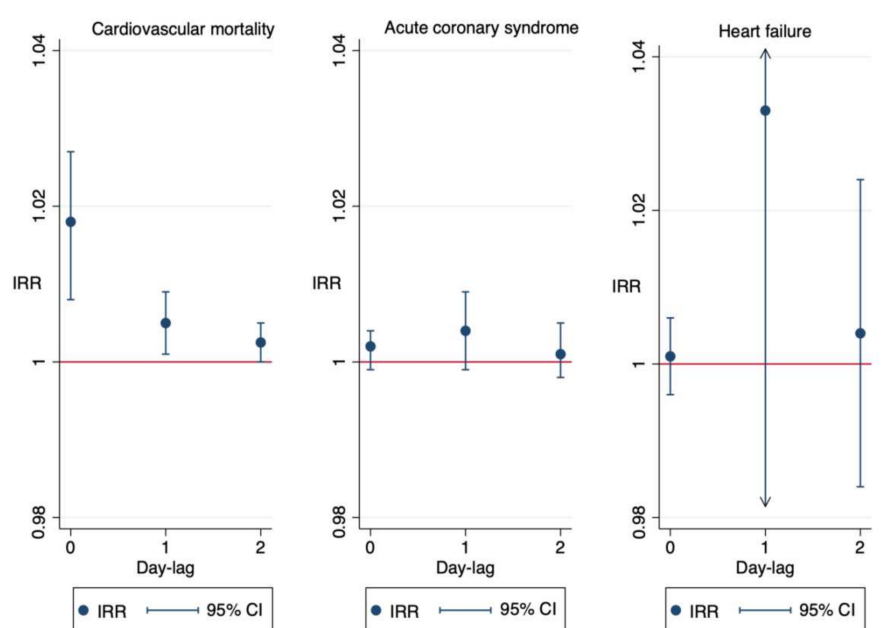 Cardiovascular mortality
1.04
1.02
IRR
1
0.98
0 1 2
Day-lag
IRR 95% CI
Acute coronary syndrome
1.04
1.02
IRR
1
0.98
0 1 2
Day-lag
IRR 95% CI
Heart failure
1.04
1.02
IRR
1
0.98
0 1 2
Day-lag
IRR 95% CI